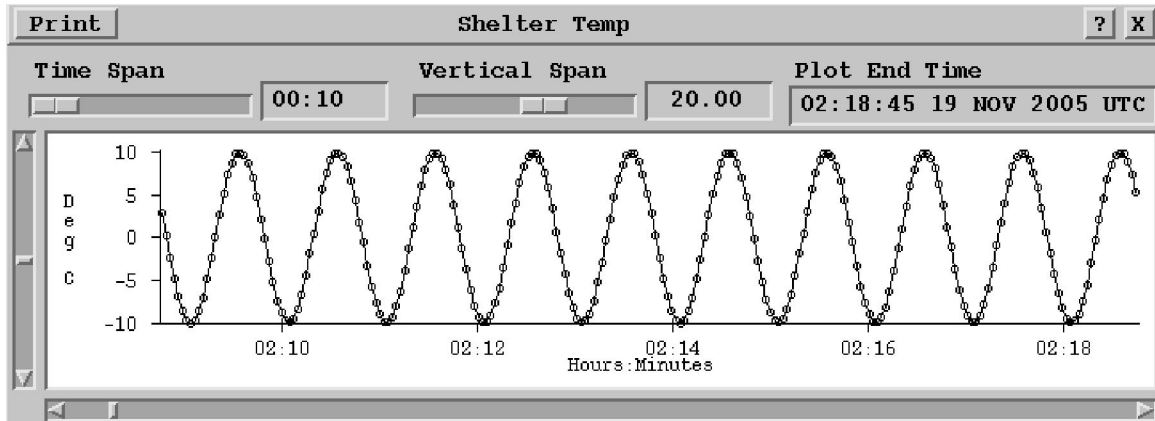 Print Shelter Temp ? X
Time Span Vertical Span Plot End Time
00:10 20.00 02:18:45 19 NOV 2005 UTC
10
5
0
-5
-10
Deg C
02:10 02:12 02:14 02:16 02:18
Hours:Minutes